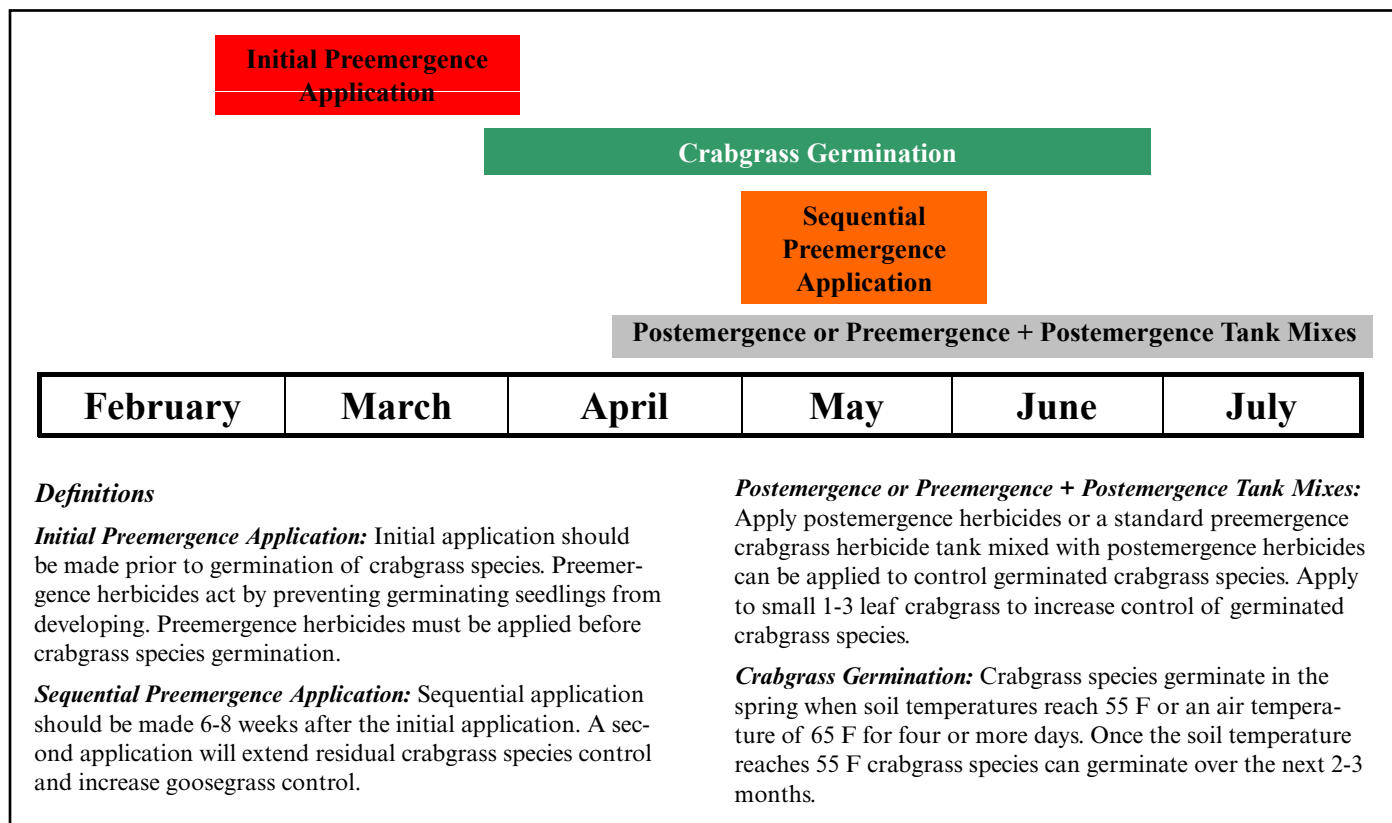 Initial Preemergence
Application
Crabgrass Germination
Sequential
Preemergence
Application
Postemergence or Preemergence + Postemergence Tank Mixes
February March April May June July
Definitions
Initial Preemergence Application: Initial application should
be made prior to germination of crabgrass species. Preemer-
gence herbicides act by preventing germinating seedlings from
developing. Preemergence herbicides must be applied before
crabgrass species germination.
Sequential Preemergence Application: Sequential application
should be made 6-8 weeks after the initial application. A sec-
ond application will extend residual crabgrass species control
and increase goosegrass control.
Postemergence or Preemergence + Postemergence Tank Mixes:
Apply postemergence herbicides or a standard preemergence
crabgrass herbicide tank mixed with postemergence herbicides
can be applied to control germinated crabgrass species. Apply
to small 1-3 leaf crabgrass to increase control of germinated
crabgrass species.
Crabgrass Germination: Crabgrass species germinate in the
spring when soil temperatures reach 55 F or an air tempera-
ture of 65 F for four or more days. Once the soil temperature
reaches 55 F crabgrass species can germinate over the next 2-3
months.